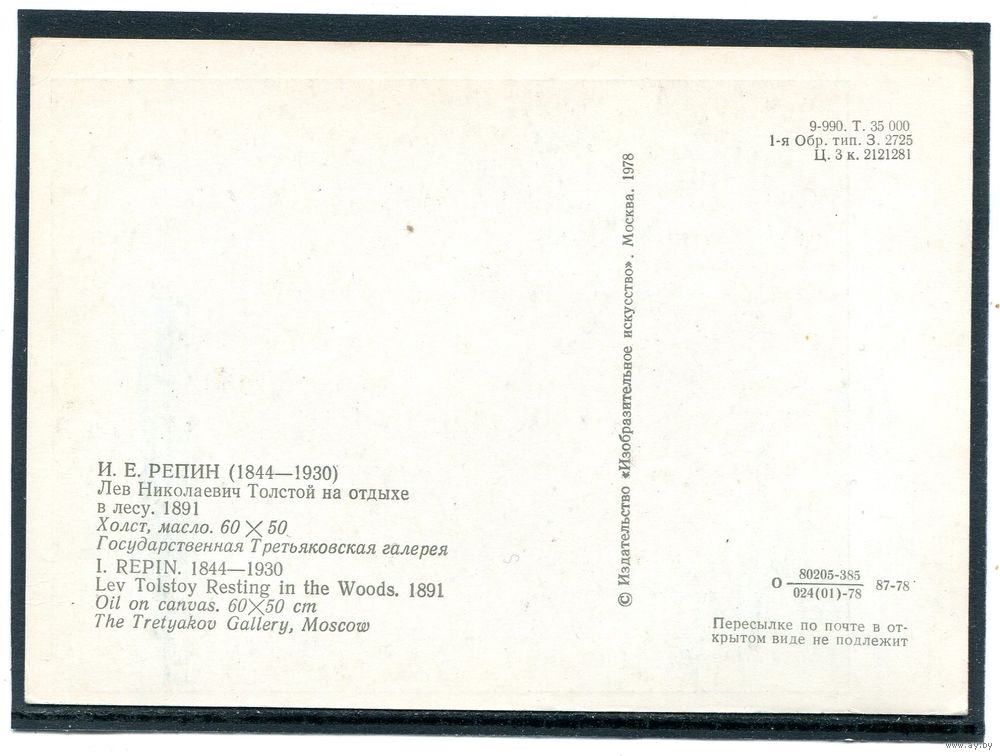 И. Е. РЕПИН (1844—1930)
Лев Николаевич Толстой на отдыхе
в лесу. 1891
Холст, масло. 60×50
Государственная Третьяковская галерея
I. REPIN. 1844—1930
Lev Tolstoy Resting in the Woods. 1891
Oil on canvas. 60×50 cm
The Tretyakov Gallery, Moscow
© Издательство «Изобразительное искусство». Москва. 1978
9-990. Т. 35 000
1-я Обр. тип. З. 2725
Ц. 3 к. 2121281
О 80205-385
024(01)-78 87-78
Пересылке по почте в от-
крытом виде не подлежит
www.ay.by